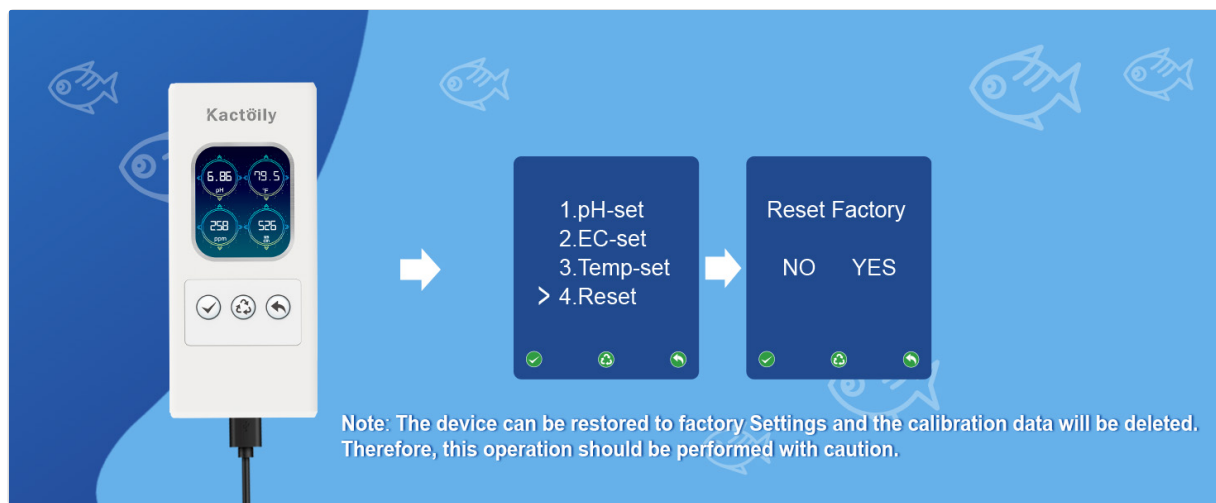 Kactoily
6.86
pH
79.5
°F
258
ppm
526
1.pH-set
2.EC-set
3.Temp-set
> 4.Reset
Reset Factory
NO YES
Note: The device can be restored to factory Settings and the calibration data will be deleted.
Therefore, this operation should be performed with caution.